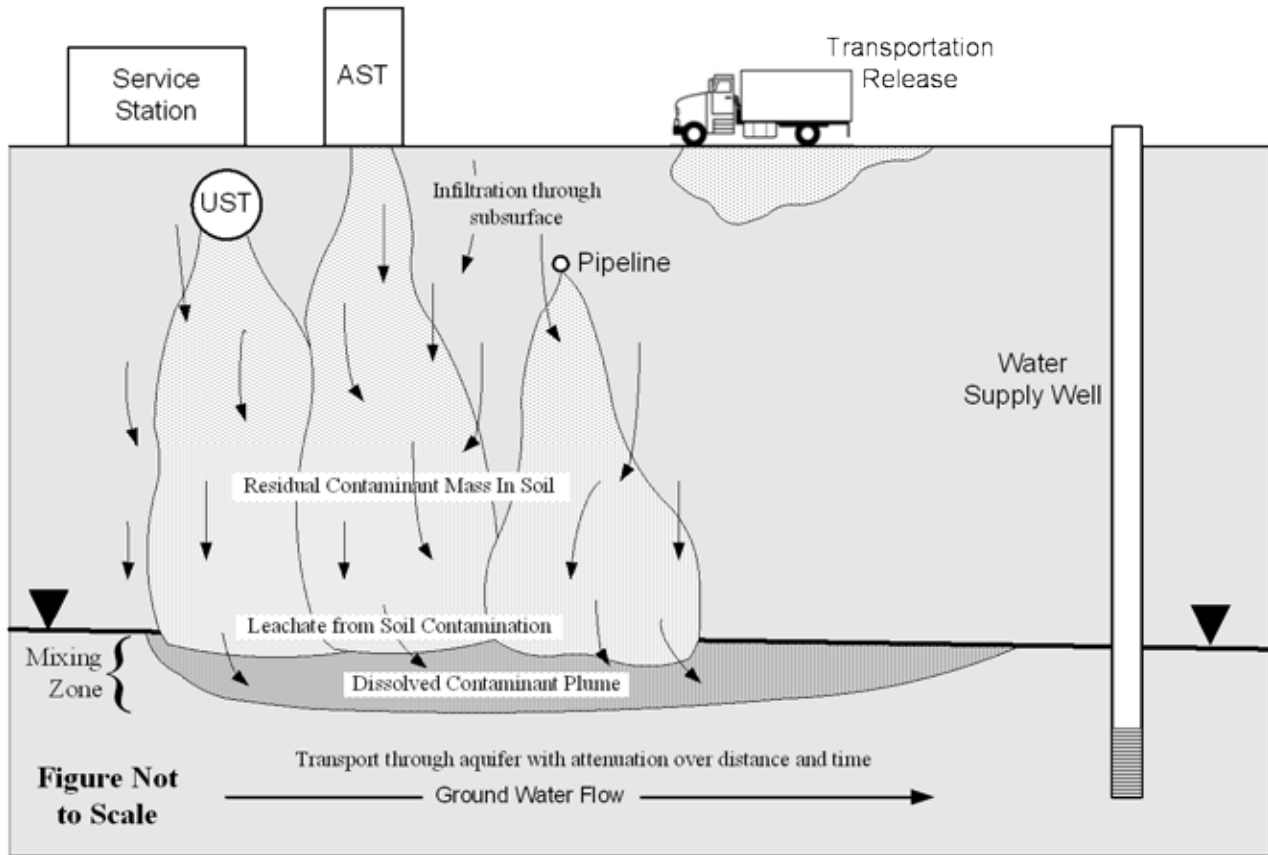 Service
Station
AST
Transportation
Release
UST
Infiltration through
subsurface
Pipeline
Water
Supply Well
Residual Contaminant Mass In Soil
Leachate from Soil Contamination
Mixing
Zone
Dissolved Contaminant Plume
Transport through aquifer with attenuation over distance and time
Figure Not
to Scale
Ground Water Flow